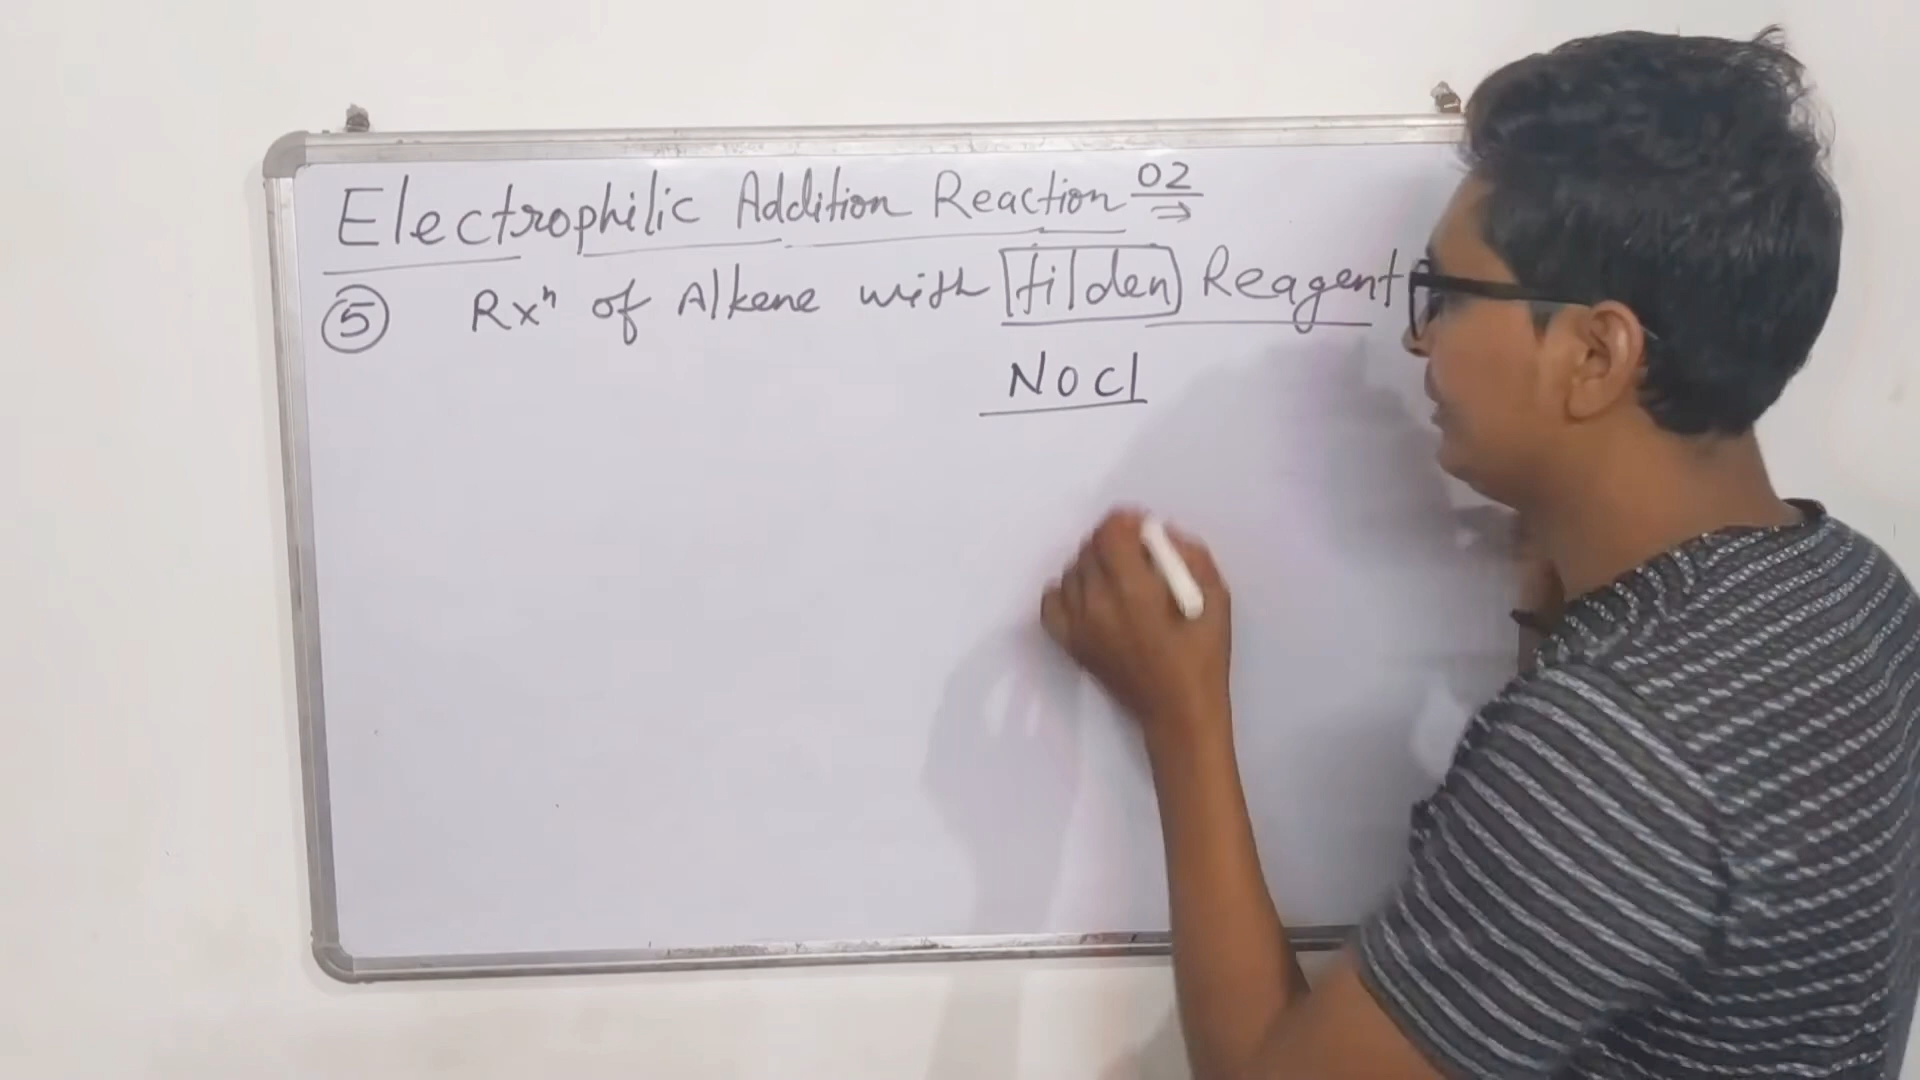 Electrophilic Addition Reaction 02
⑤ Rxⁿ of Alkene with tilden Reagent
NOCl